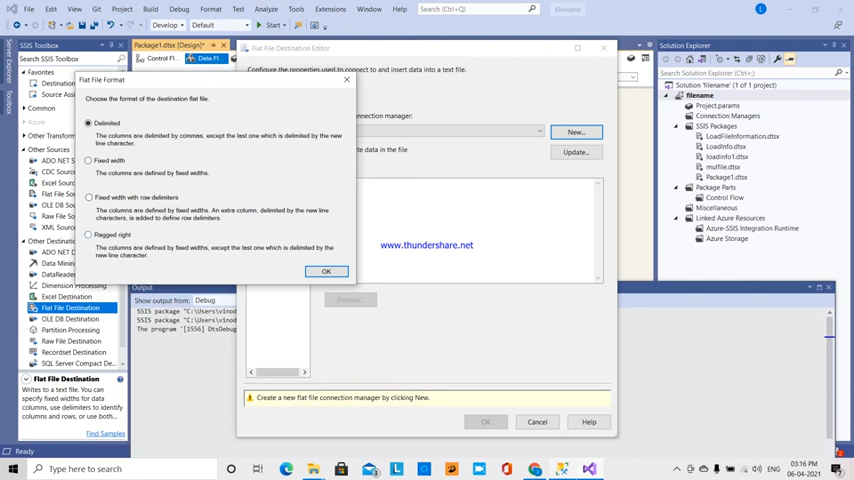 File Edit View Git Project Build Debug Format Test Analyze Tools Extensions Window Help Search (Ctrl+Q) filename L
Develop Default Start
Server Explorer
Toolbox
SSIS Toolbox
Search SSIS Toolbox
Favorites
Destination
Source Assi
Common
Azure
Other Transform
Other Sources
ADO NET S
CDC Source
Excel Source
Flat File Sou
OLE DB Sou
Raw File So
XML Source
Other Destinatio
ADO NET D
Data Minin
DataReader
Dimension Processing
Excel Destination
Flat File Destination
OLE DB Destination
Partition Processing
Raw File Destination
Recordset Destination
SQL Server Compact De
Flat File Destination
Writes to a text file. You can
specify fixed widths for data
columns, use delimiters to identify
columns and rows, or use both...
Find Samples
Package1.dtsx [Design]*
Control Fl
Data Fl
Flat File Format
Choose the format of the destination flat file.
Delimited
The columns are delimited by commas, except the last one which is delimited by the new
line character.
Fixed width
The columns are defined by fixed widths.
Fixed width with row delimiters
The columns are defined by fixed widths. An extra column, delimited by the new line
characters, is added to define row delimiters.
Ragged right
The columns are defined by fixed widths, except the last one which is delimited by the
new line character.
OK
Output
Show output from: Debug
SSIS package "C:\Users\vinod
SSIS package "C:\Users\vinod
The program '[1556] DtsDebug
Flat File Destination Editor
Configure the properties used to connect to and insert data into a text file.
nection manager:
New...
te data in the file
Update...
www.thundershare.net
Preview...
Create a new flat file connection manager by clicking New.
OK Cancel Help
Solution Explorer
Search Solution Explorer (Ctrl+;)
Solution 'filename' (1 of 1 project)
filename
Project.params
Connection Managers
SSIS Packages
LoadFileInformation.dtsx
LoadInfo.dtsx
loadinfo1.dtsx
mulfile.dtsx
Package1.dtsx
Package Parts
Control Flow
Miscellaneous
Linked Azure Resources
Azure-SSIS Integration Runtime
Azure Storage
Ready
Type here to search
ENG
03:16 PM
06-04-2021